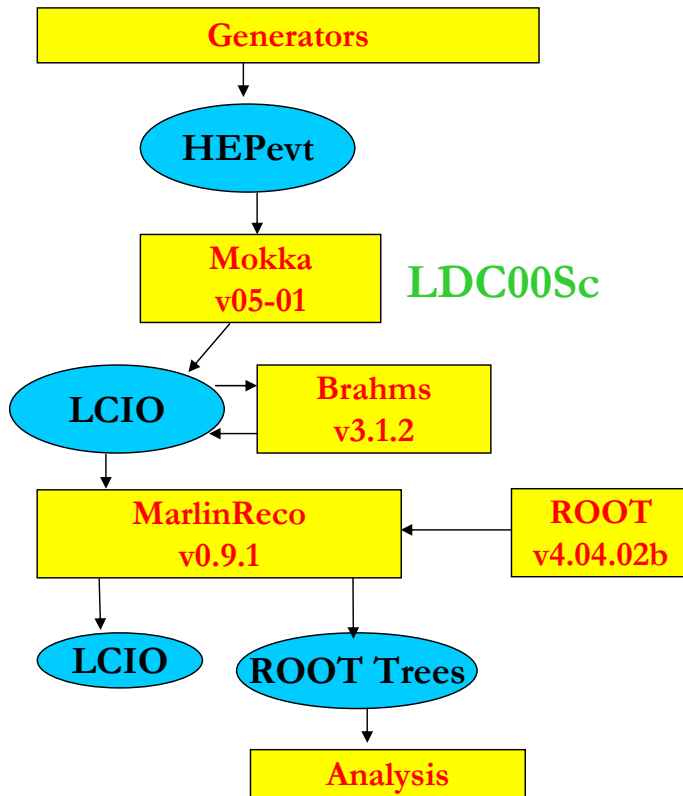 Generators
HEPevt
Mokka
v05-01
LDC00Sc
LCIO
Brahms
v3.1.2
MarlinReco
v0.9.1
ROOT
v4.04.02b
LCIO
ROOT Trees
Analysis